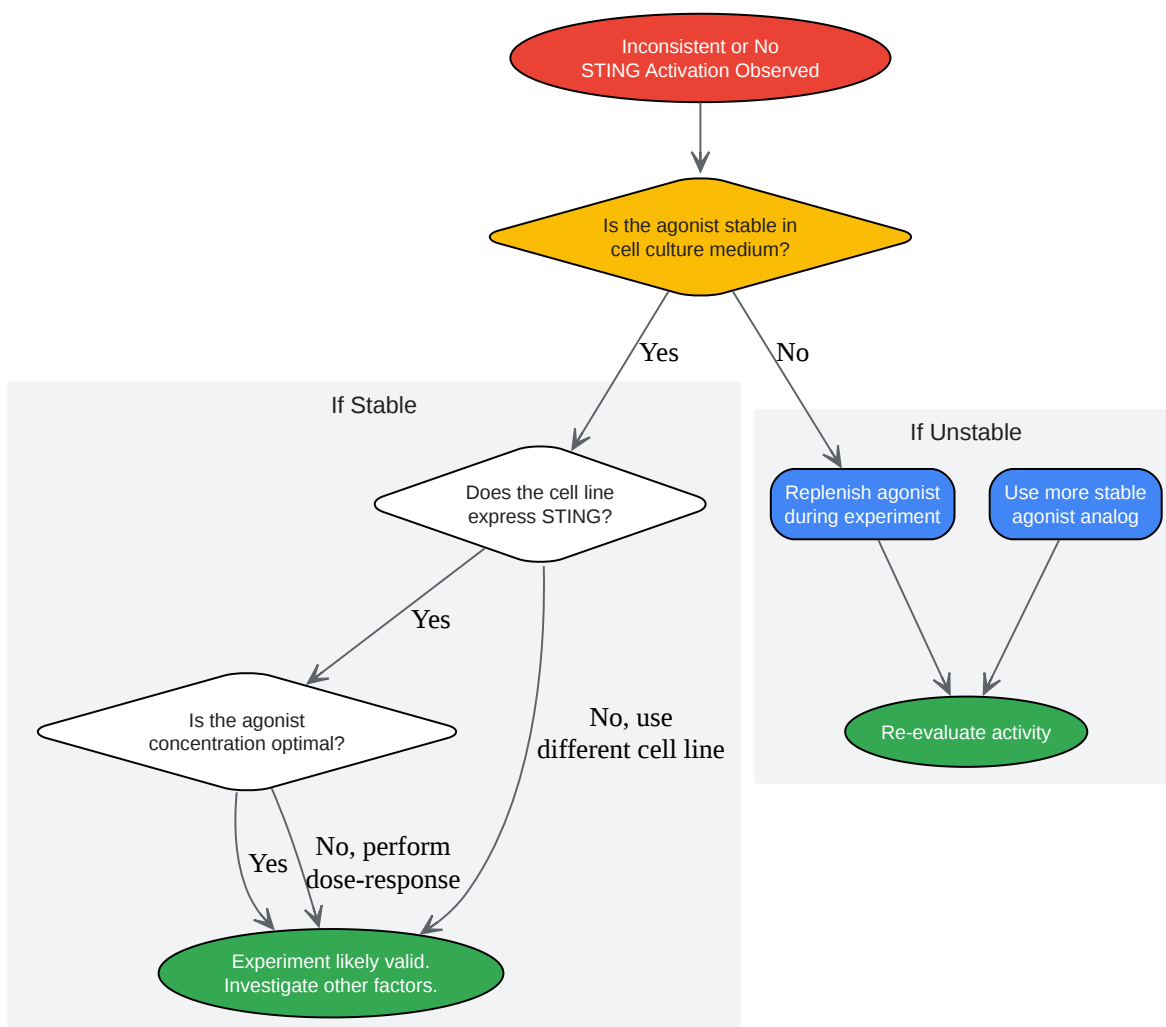 Inconsistent or No
STING Activation Observed
Is the agonist stable in
cell culture medium?
Yes
No
If Stable
If Unstable
Does the cell line
express STING?
Replenish agonist
during experiment
Use more stable
agonist analog
Yes
No, use
different cell line
Is the agonist
concentration optimal?
Re-evaluate activity
Yes
No, perform
dose-response
Experiment likely valid.
Investigate other factors.